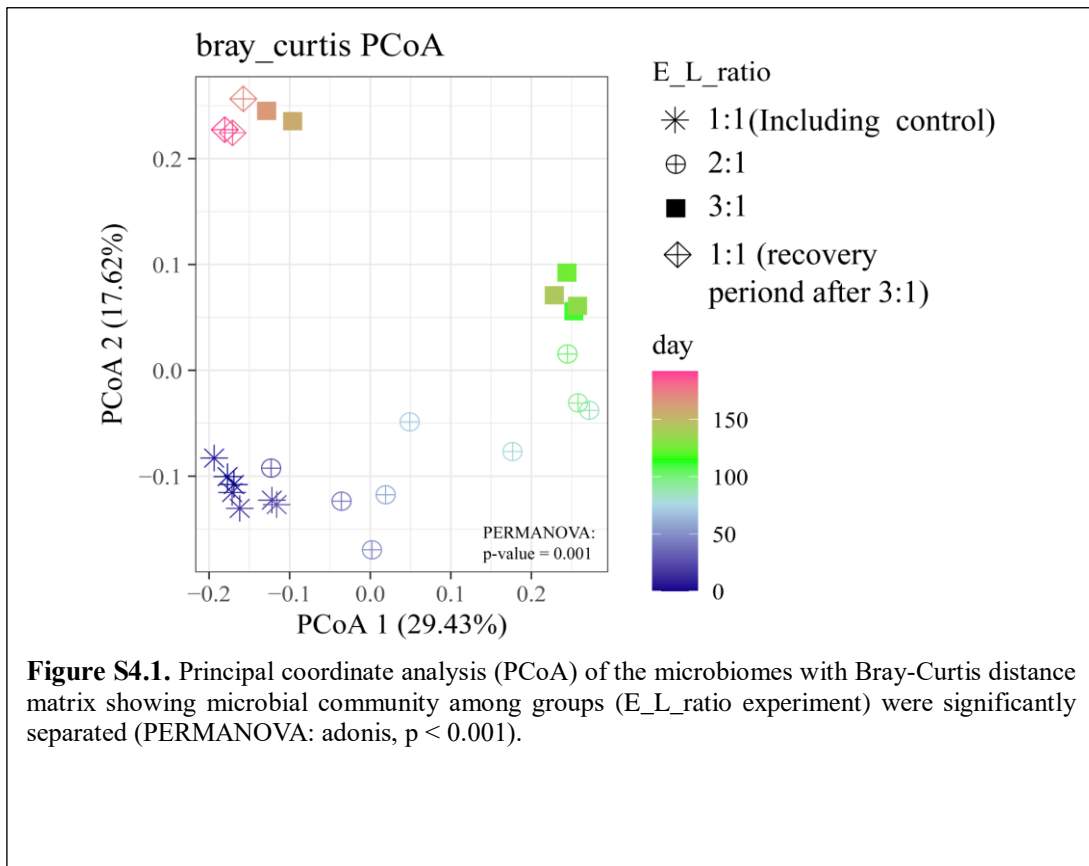 bray_curtis PCoA
PCoA 2 (17.62%)
0.2
0.1
0.0
−0.1
−0.2
−0.1
0.0
0.1
0.2
PCoA 1 (29.43%)
PERMANOVA:
p-value = 0.001
E_L_ratio
1:1(Including control)
2:1
3:1
1:1 (recovery
periond after 3:1)
day
150
100
50
0
Figure S4.1. Principal coordinate analysis (PCoA) of the microbiomes with Bray-Curtis distance
matrix showing microbial community among groups (E_L_ratio experiment) were significantly
separated (PERMANOVA: adonis, p < 0.001).